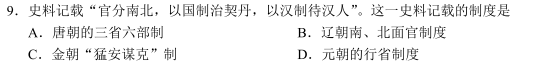 9．史料记载“官分南北，以国制治契丹，以汉制待汉人”。这一史料记载的制度是
A．唐朝的三省六部制 B．辽朝南、北面官制度
C．金朝“猛安谋克”制 D．元朝的行省制度